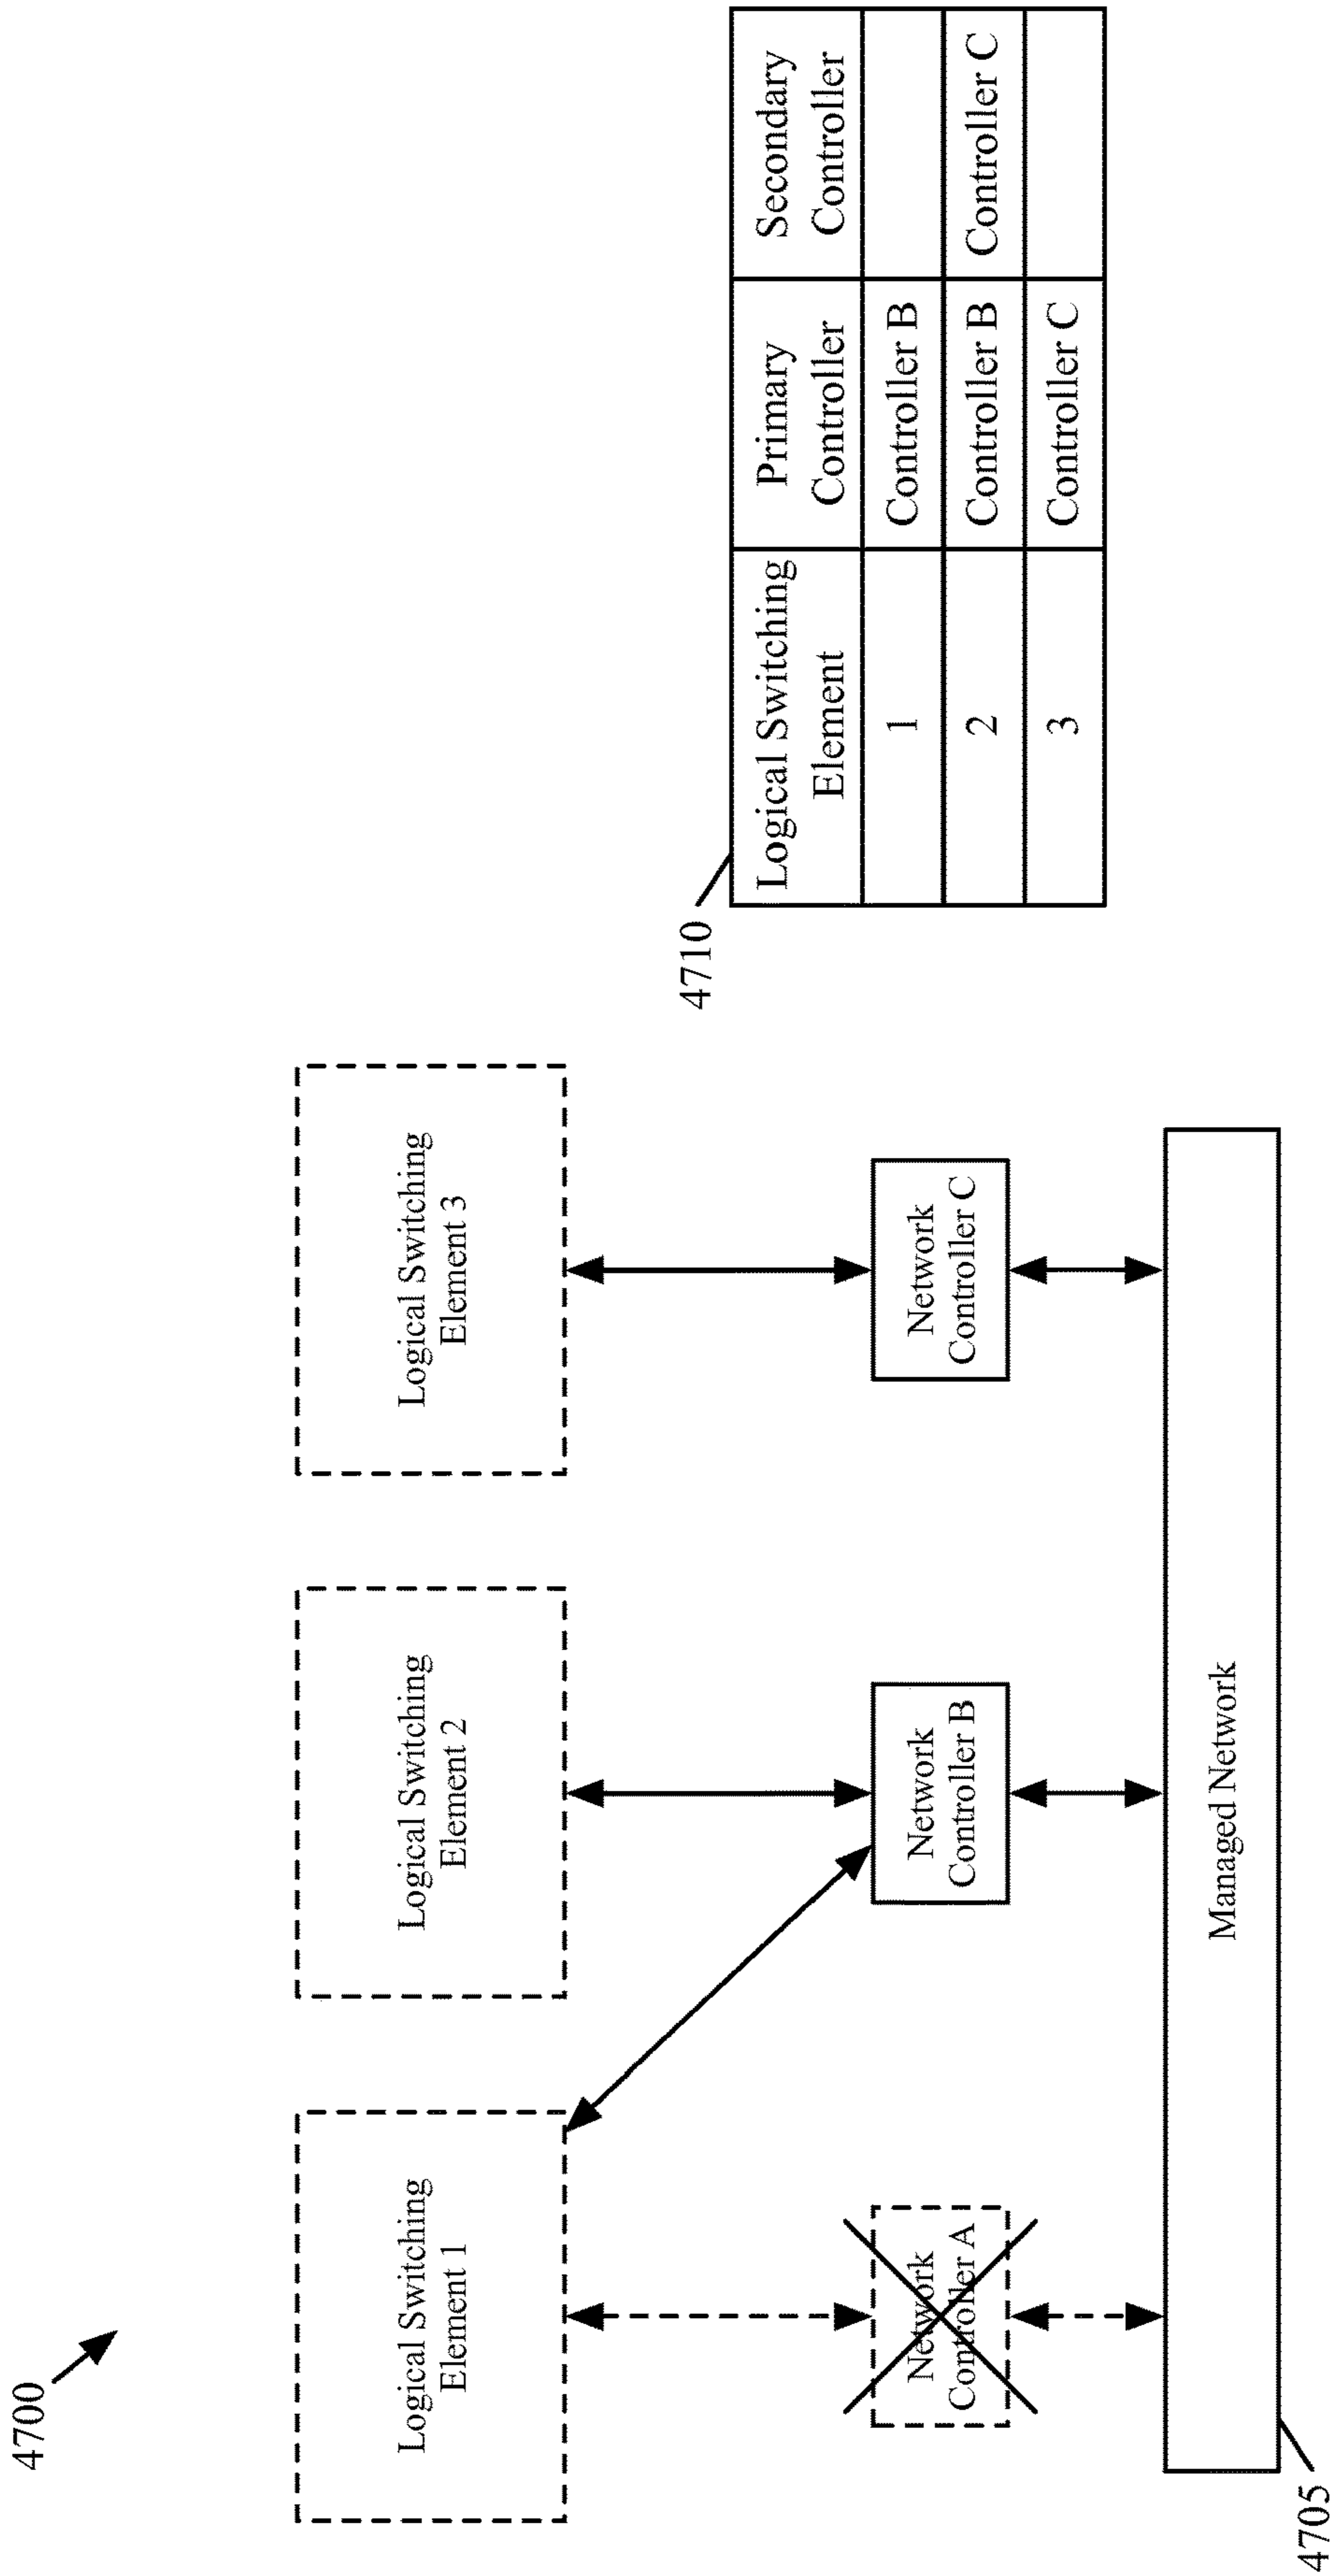 4700
Logical Switching
Element 1
Logical Switching
Element 2
Logical Switching
Element 3
Network
Controller A
Network
Controller B
Network
Controller C
Managed Network
4705
4710
Logical Switching
Element
Primary
Controller
Secondary
Controller
1
Controller B
2
Controller B
Controller C
3
Controller C